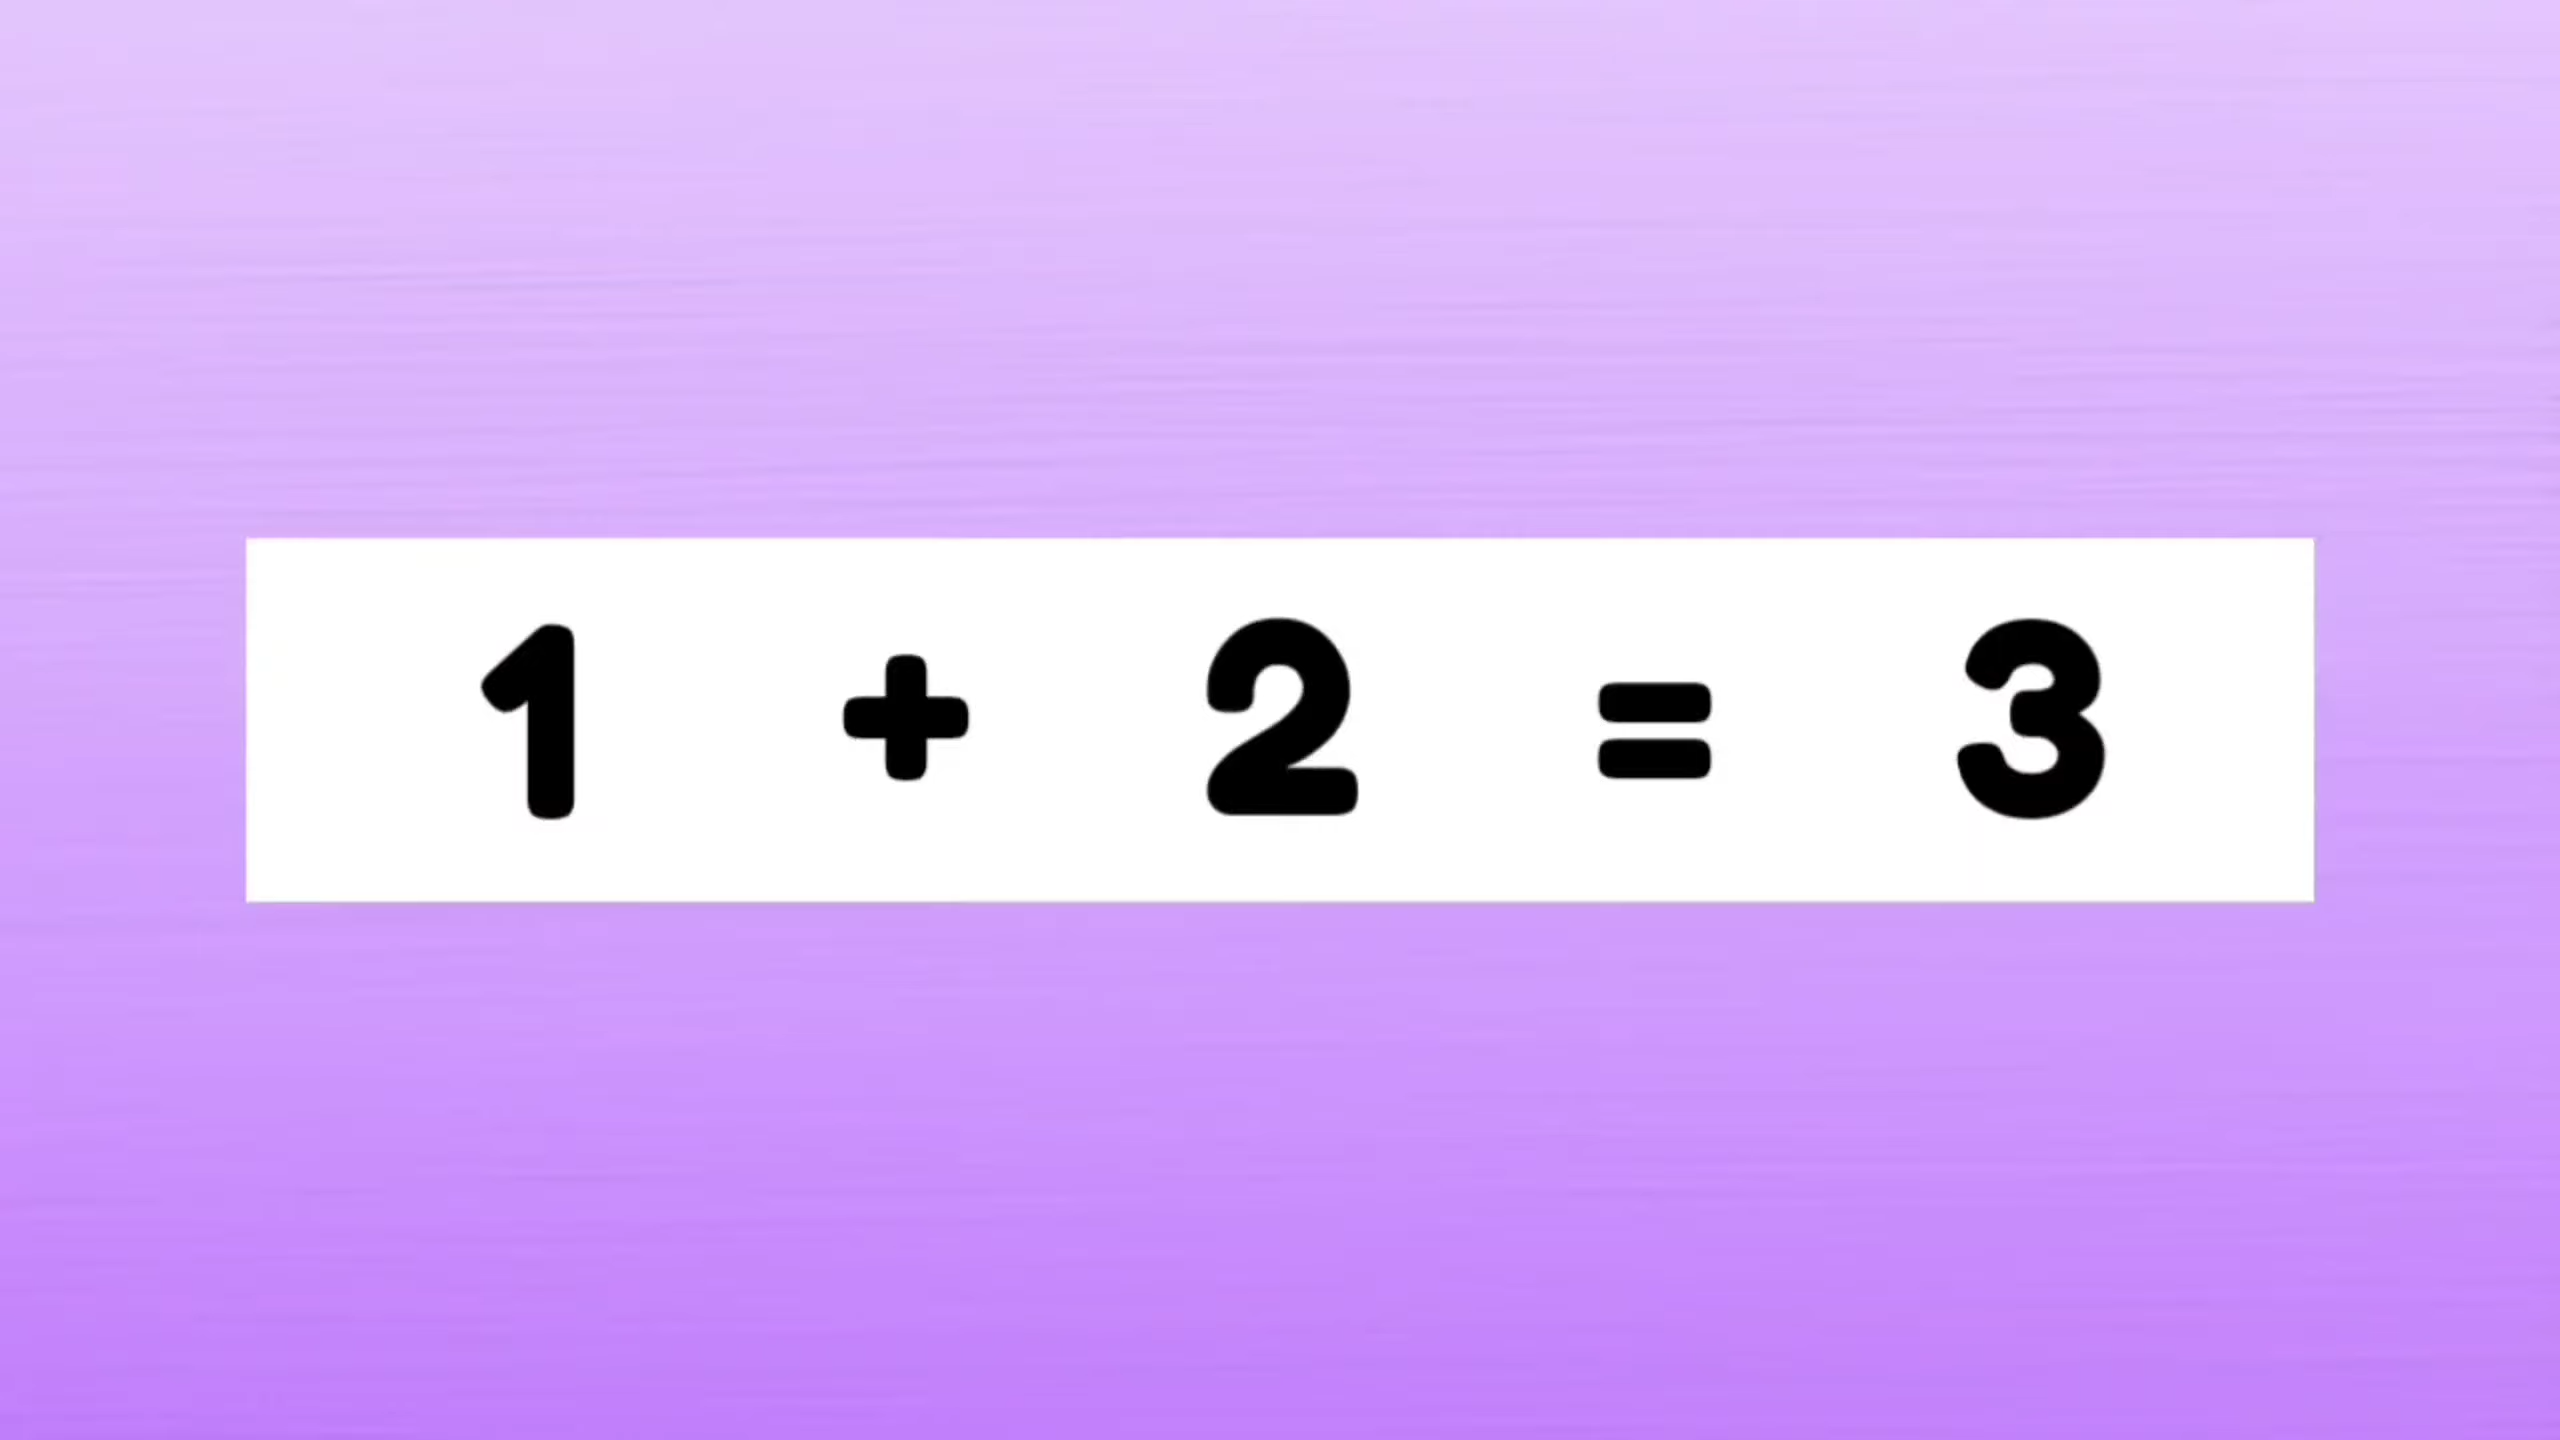 1 + 2 = 3